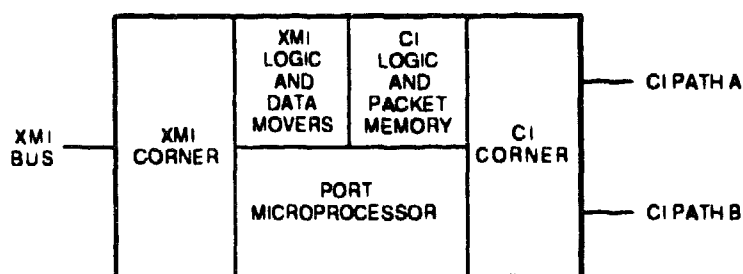 XMI
BUS
XMI
CORNER
XMI
LOGIC
AND
DATA
MOVERS
CI
LOGIC
AND
PACKET
MEMORY
PORT
MICROPROCESSOR
CI
CORNER
CI PATH A
CI PATH B